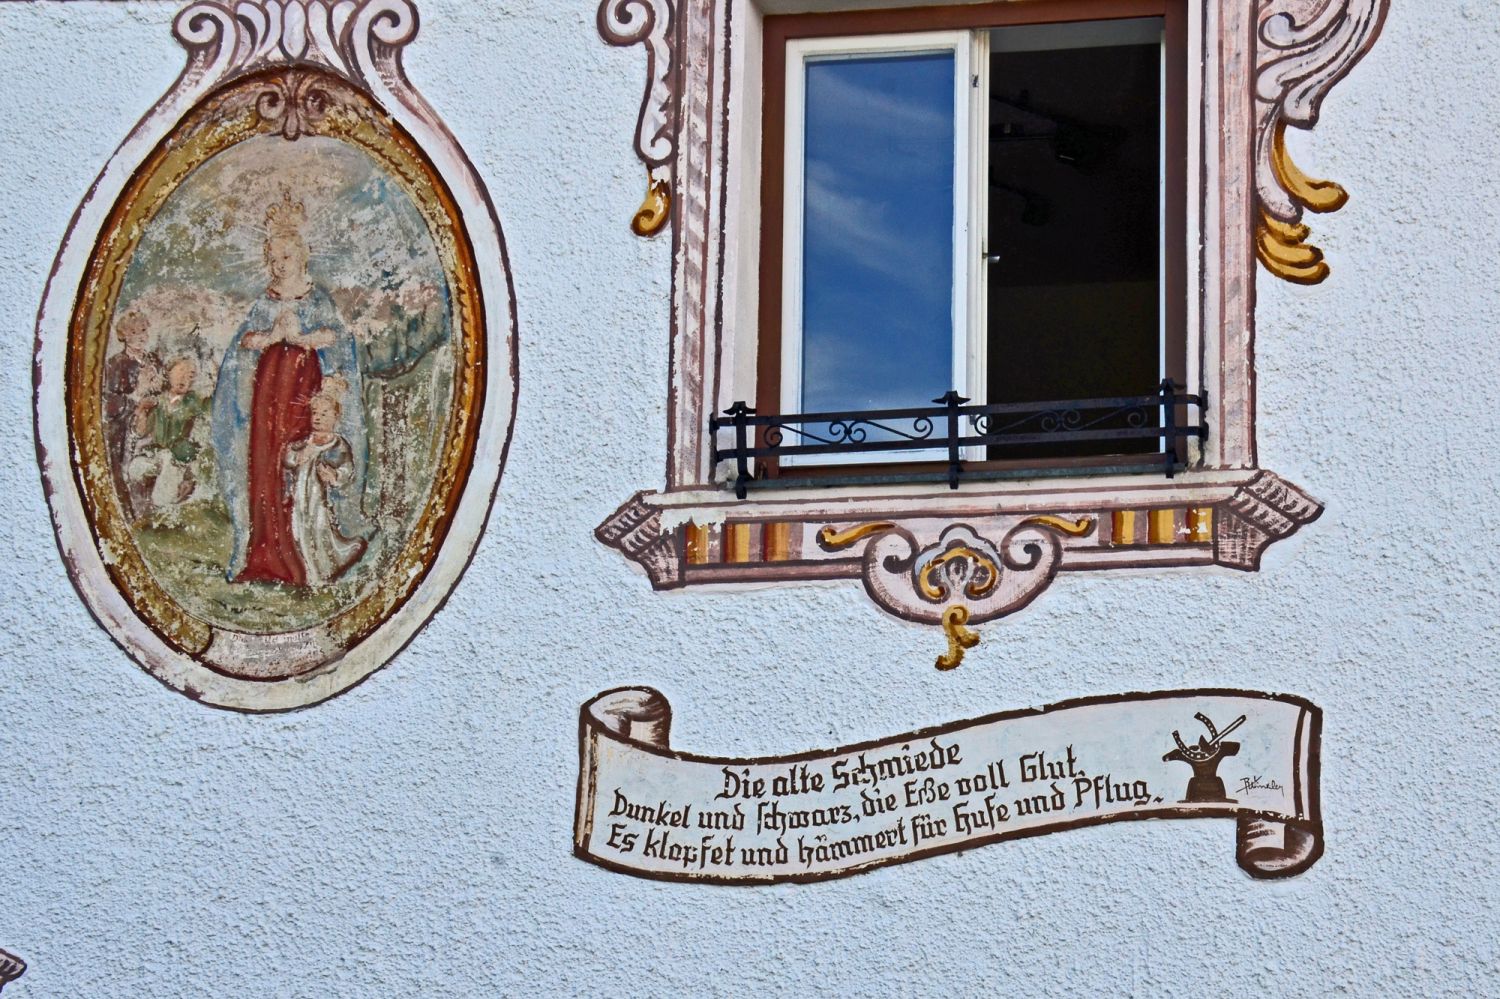 Die alte Schmiede
Dunkel und schwarz, die Esse voll Glut.
Es klopfet und hämmert für Hufe und Pflug.